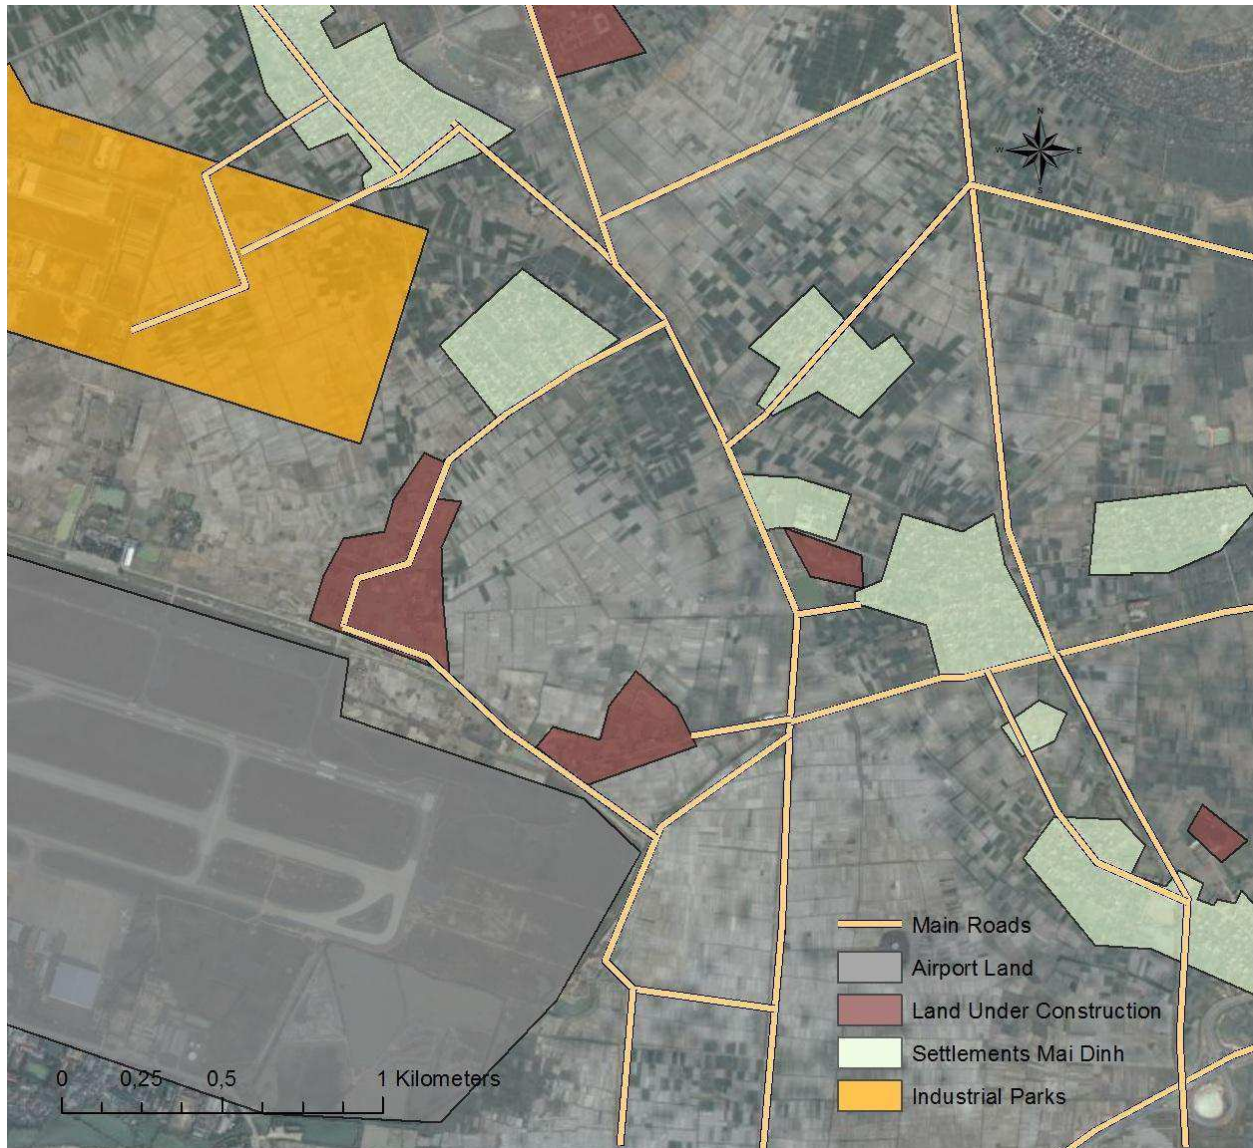 N
W E
S
Main Roads
Airport Land
Land Under Construction
Settlements Mai Dinh
Industrial Parks
0 0,25 0,5 1 Kilometers